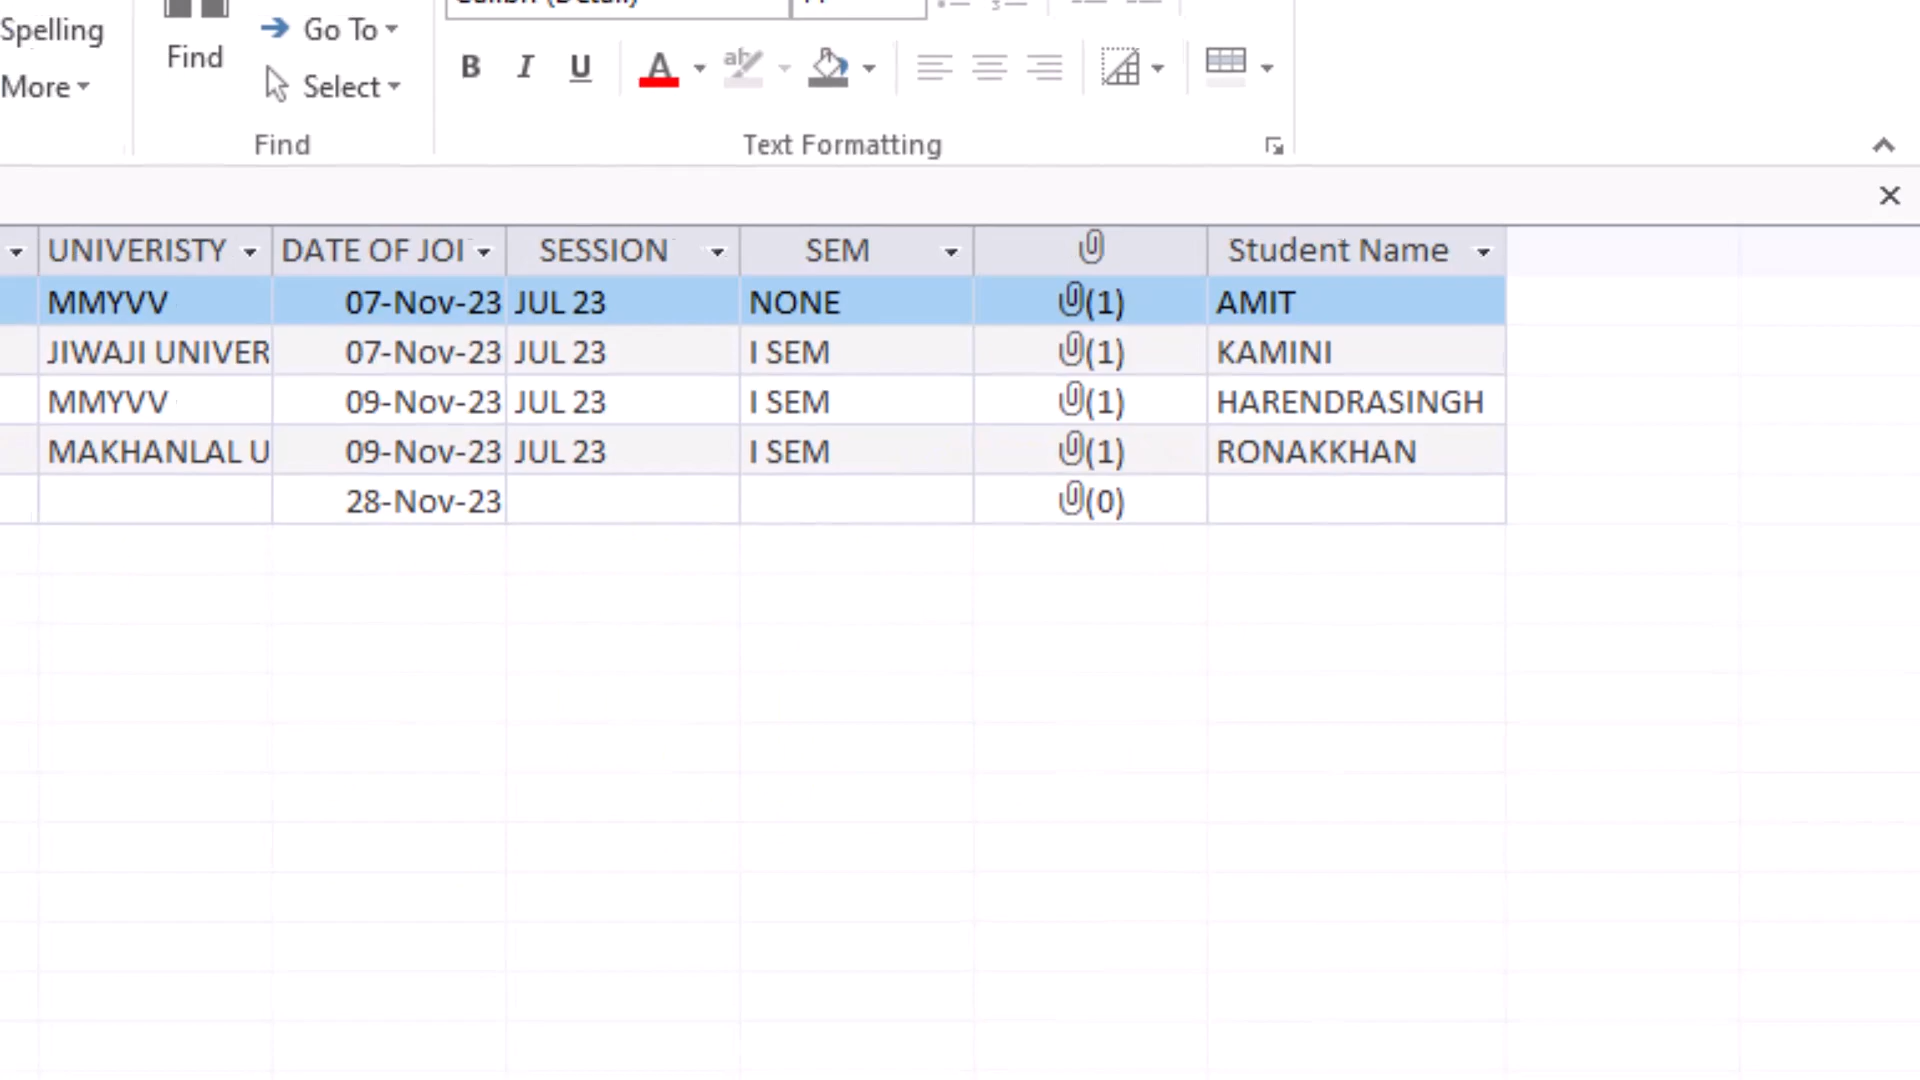 Spelling
More
Find
Go To
Select
Find
B I U A ab
Text Formatting
UNIVERISTY DATE OF JOI SESSION SEM Student Name
MMYVV 07-Nov-23 JUL 23 NONE (1) AMIT
JIWAJI UNIVER 07-Nov-23 JUL 23 I SEM (1) KAMINI
MMYVV 09-Nov-23 JUL 23 I SEM (1) HARENDRASINGH
MAKHANLAL U 09-Nov-23 JUL 23 I SEM (1) RONAKKHAN
28-Nov-23 (0)